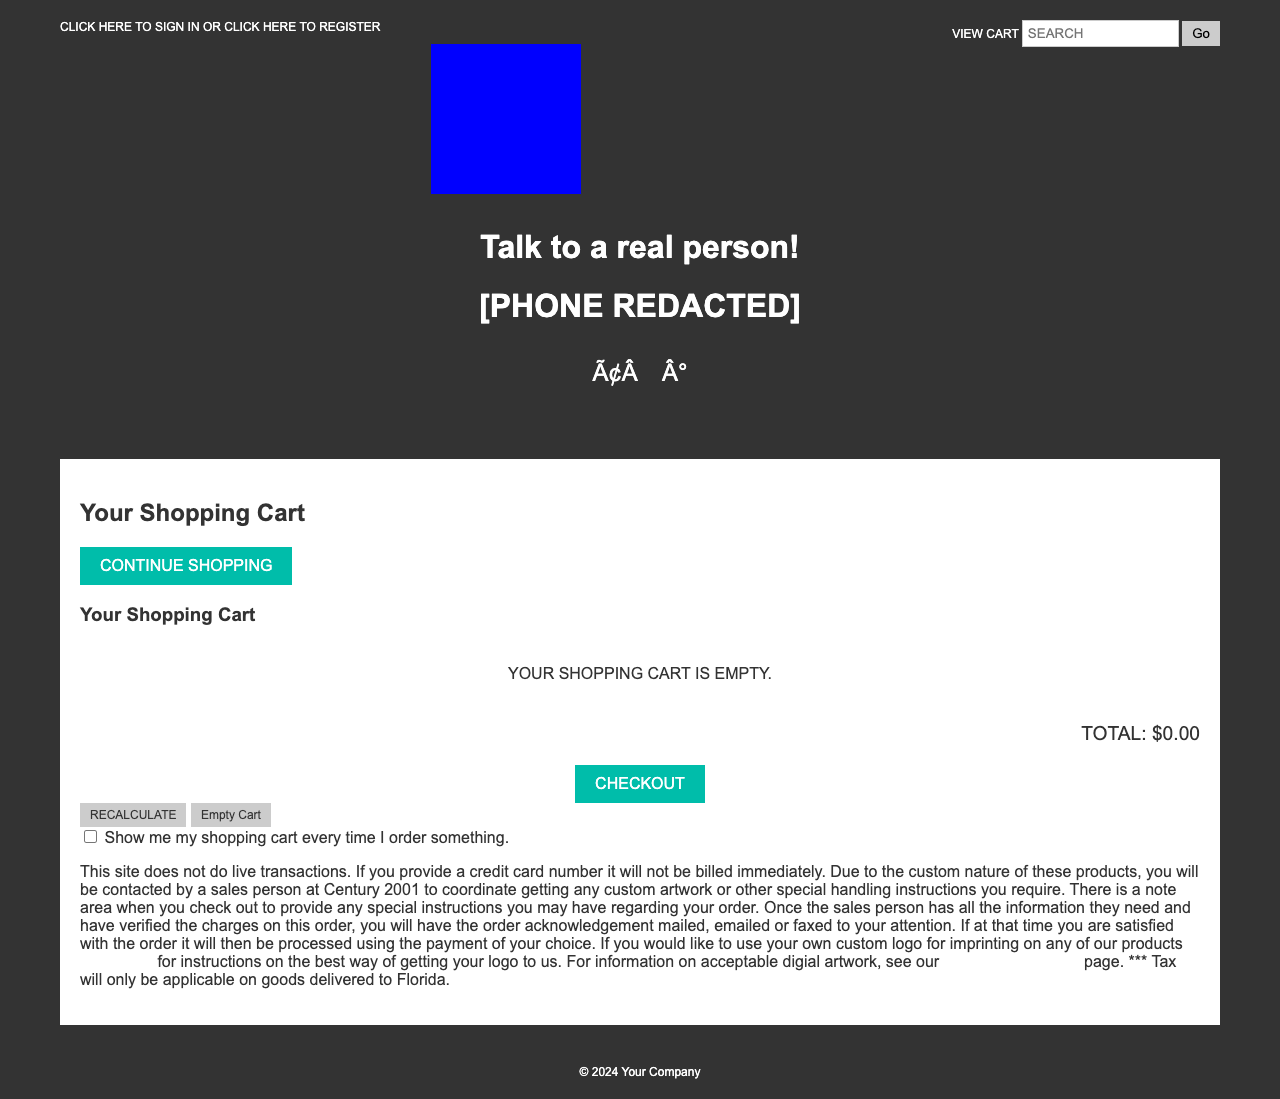 CLICK HERE TO SIGN IN OR CLICK HERE TO REGISTER
VIEW CART SEARCH Go
Talk to a real person!
[PHONE REDACTED]
Ã¢Â Â°
Your Shopping Cart
CONTINUE SHOPPING
Your Shopping Cart
YOUR SHOPPING CART IS EMPTY.
TOTAL: $0.00
CHECKOUT
RECALCULATE Empty Cart
Show me my shopping cart every time I order something.
This site does not do live transactions. If you provide a credit card number it will not be billed immediately. Due to the custom nature of these products, you will
be contacted by a sales person at Century 2001 to coordinate getting any custom artwork or other special handling instructions you require. There is a note
area when you check out to provide any special instructions you may have regarding your order. Once the sales person has all the information they need and
have verified the charges on this order, you will have the order acknowledgement mailed, emailed or faxed to your attention. If at that time you are satisfied
with the order it will then be processed using the payment of your choice. If you would like to use your own custom logo for imprinting on any of our products
for instructions on the best way of getting your logo to us. For information on acceptable digial artwork, see our page. *** Tax
will only be applicable on goods delivered to Florida.
© 2024 Your Company